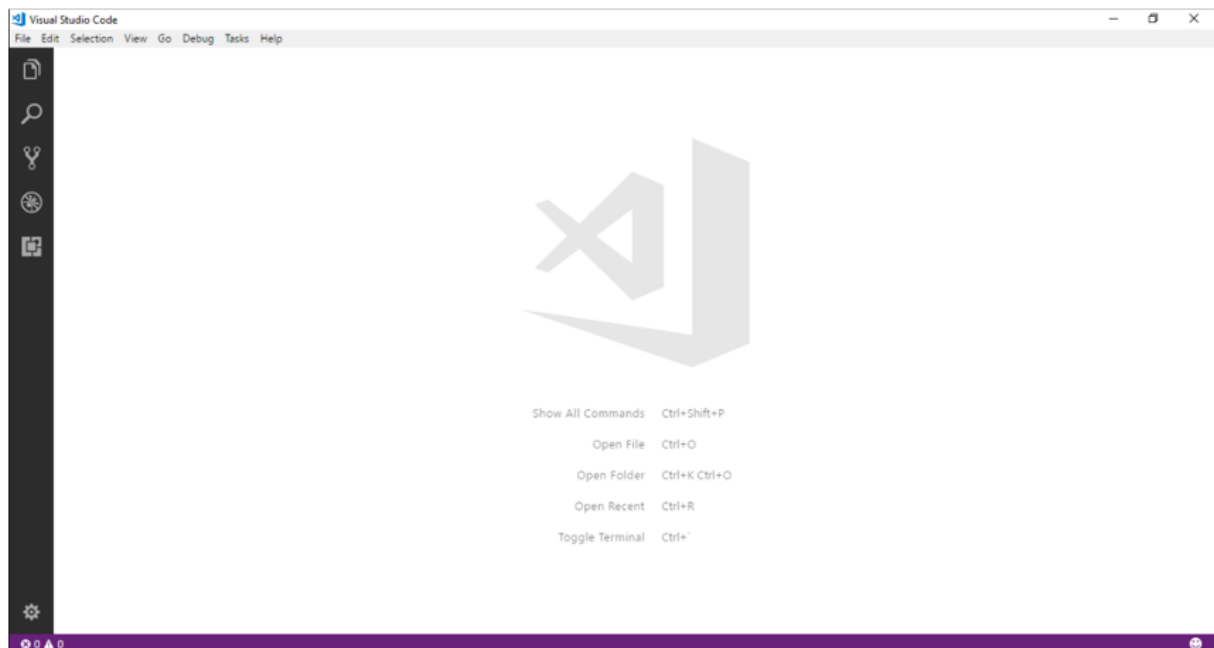 Visual Studio Code
File Edit Selection View Go Debug Tasks Help
Show All Commands Ctrl+Shift+P
Open File Ctrl+O
Open Folder Ctrl+K Ctrl+O
Open Recent Ctrl+R
Toggle Terminal Ctrl+`
0 0